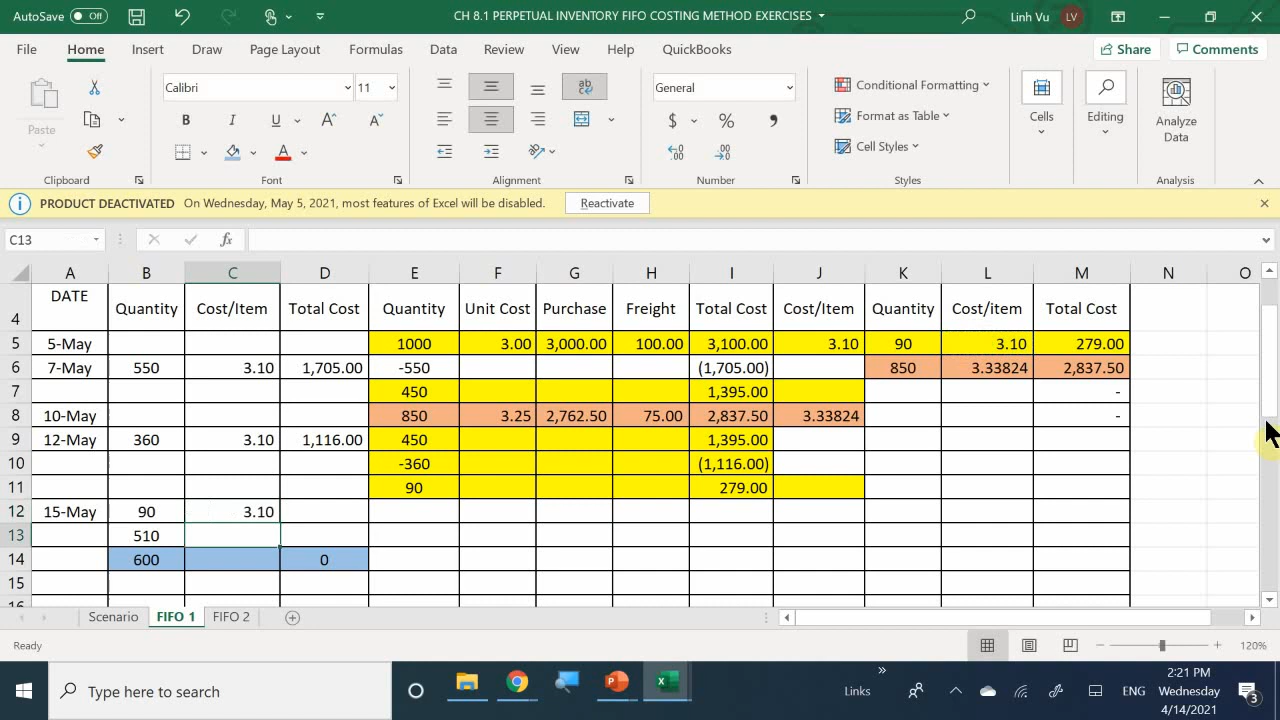 AutoSave Off CH 8.1 PERPETUAL INVENTORY FIFO COSTING METHOD EXERCISES Linh Vu LV
File Home Insert Draw Page Layout Formulas Data Review View Help QuickBooks Share Comments
Paste Calibri 11 B I U A A A ab General $ % , Conditional Formatting Format as Table Cell Styles Cells Editing Analyze Data
Clipboard Font Alignment Number Styles Analysis
PRODUCT DEACTIVATED On Wednesday, May 5, 2021, most features of Excel will be disabled. Reactivate
C13 fx
A B C D E F G H I J K L M N O
4 DATE Quantity Cost/Item Total Cost Quantity Unit Cost Purchase Freight Total Cost Cost/Item Quantity Cost/item Total Cost
5 5-May 1000 3.00 3,000.00 100.00 3,100.00 3.10 90 3.10 279.00
6 7-May 550 3.10 1,705.00 -550 (1,705.00) 850 3.33824 2,837.50
7 450 1,395.00 -
8 10-May 850 3.25 2,762.50 75.00 2,837.50 3.33824 -
9 12-May 360 3.10 1,116.00 450 1,395.00
10 -360 (1,116.00)
11 90 279.00
12 15-May 90 3.10
13 510
14 600 0
15
16
Scenario FIFO 1 FIFO 2
Ready 120%
Type here to search Links ENG 2:21 PM Wednesday 4/14/2021 3